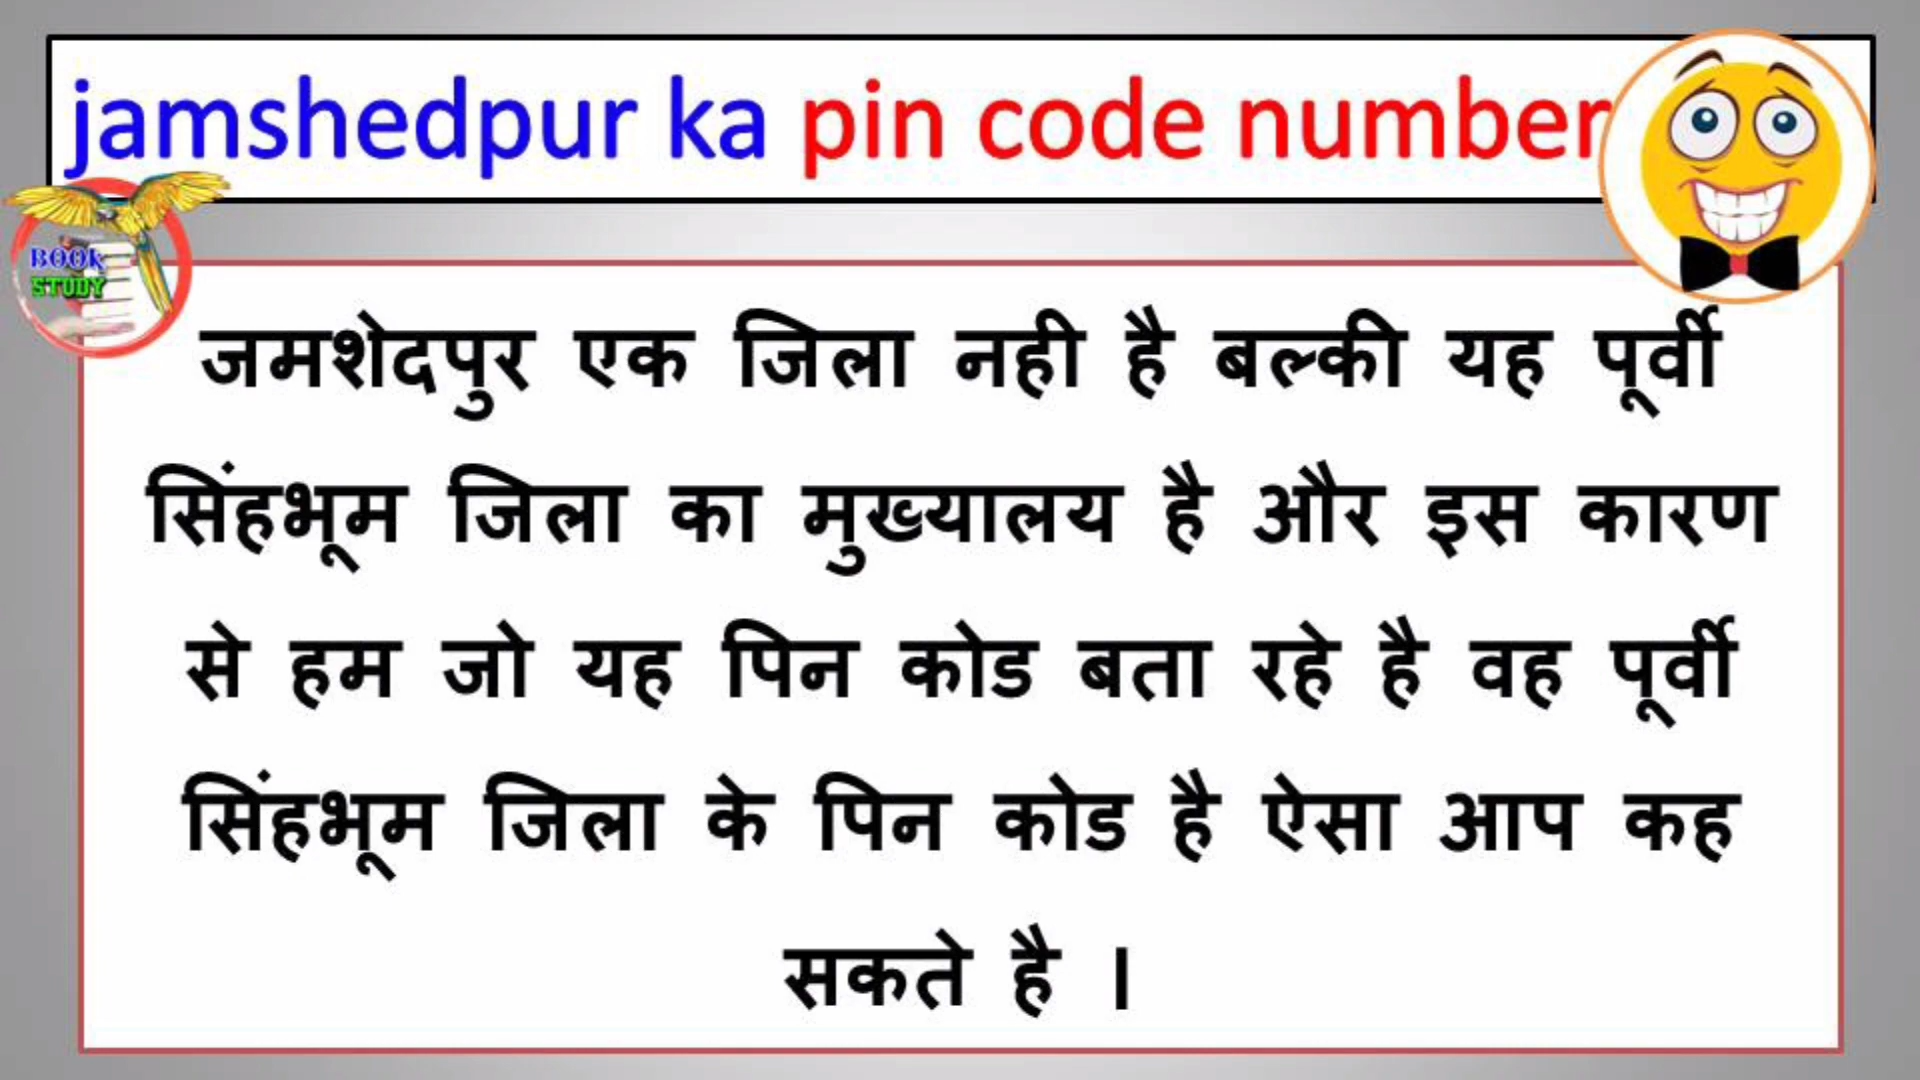 jamshedpur ka pin code number
BOOK
STUDY
जमशेदपुर एक जिला नही है बल्की यह पूर्वी
सिंहभूम जिला का मुख्यालय है और इस कारण
से हम जो यह पिन कोड बता रहे है वह पूर्वी
सिंहभूम जिला के पिन कोड है ऐसा आप कह
सकते है ।